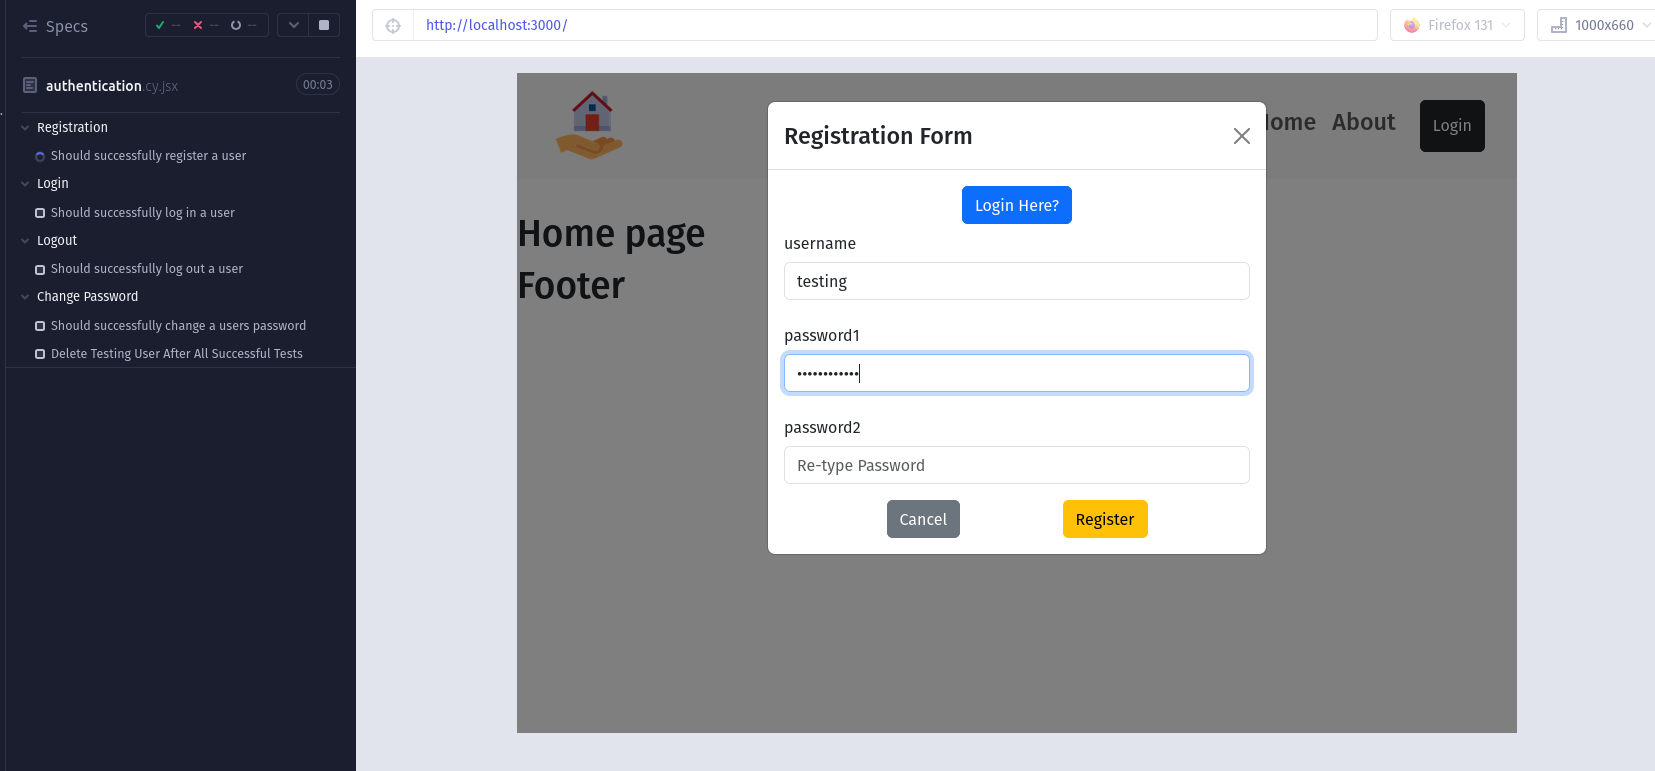 Specs
-- -- --
authentication.cy.jsx 00:03
Registration
Should successfully register a user
Login
Should successfully log in a user
Logout
Should successfully log out a user
Change Password
Should successfully change a users password
Delete Testing User After All Successful Tests
http://localhost:3000/
Firefox 131
1000x660
Home About Login
Home page
Footer
Registration Form
Login Here?
username
testing
password1
••••••••••••
password2
Re-type Password
Cancel Register